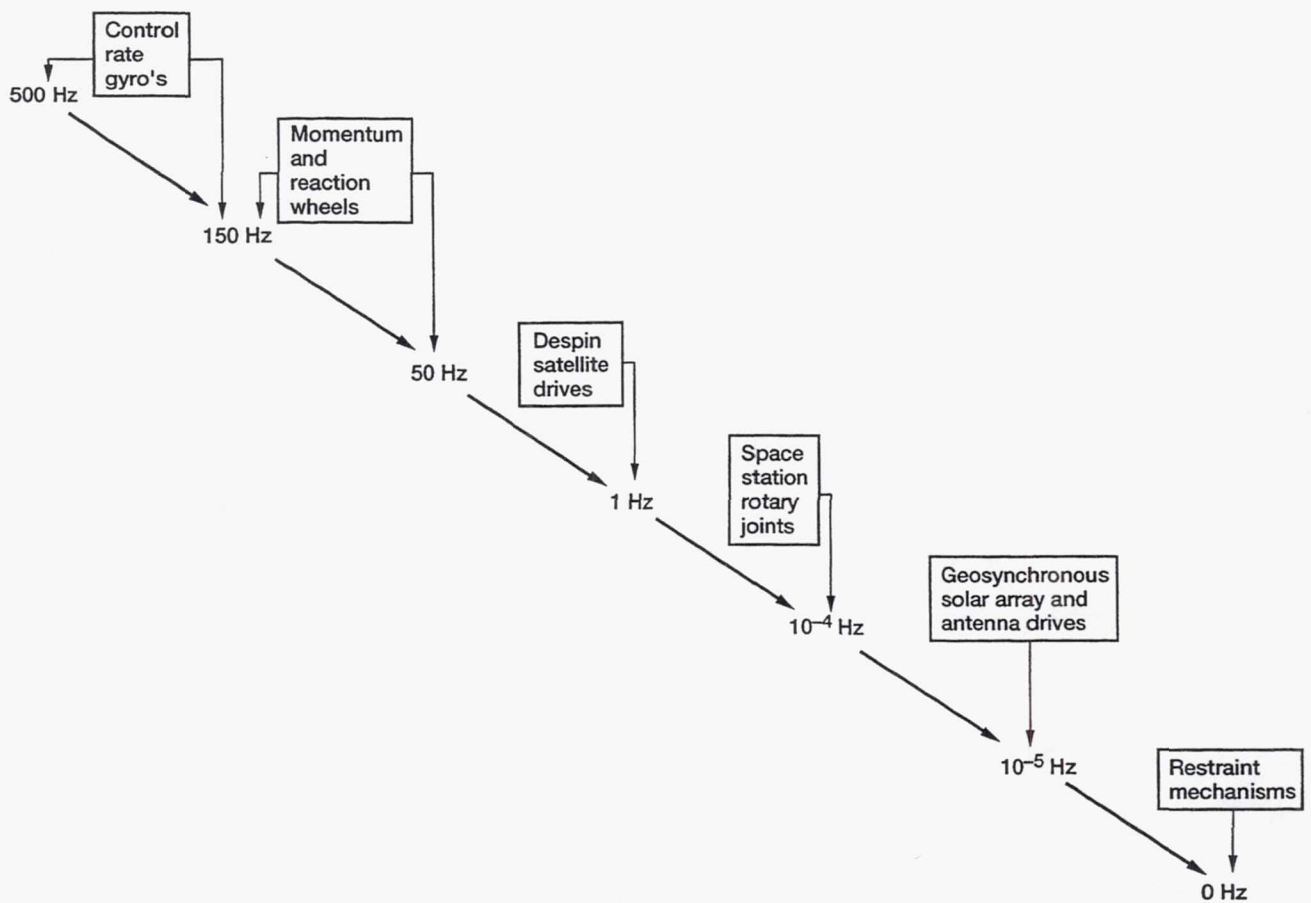 Control
rate
gyro's
500 Hz
Momentum
and
reaction
wheels
150 Hz
Despin
satellite
drives
50 Hz
Space
station
rotary
joints
1 Hz
Geosynchronous
solar array and
antenna drives
10⁻⁴ Hz
Restraint
mechanisms
10⁻⁵ Hz
0 Hz